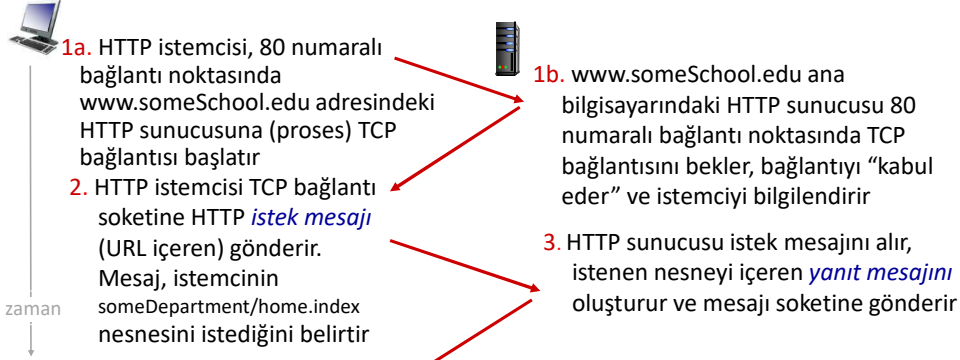 1a. HTTP istemcisi, 80 numaralı
bağlantı noktasında
www.someSchool.edu adresindeki
HTTP sunucusuna (proses) TCP
bağlantısı başlatır
1b. www.someSchool.edu ana
bilgisayarındaki HTTP sunucusu 80
numaralı bağlantı noktasında TCP
bağlantısını bekler, bağlantıyı “kabul
eder” ve istemciyi bilgilendirir
2. HTTP istemcisi TCP bağlantı
soketine HTTP istek mesajı
(URL içeren) gönderir.
Mesaj, istemcinin
someDepartment/home.index
nesnesini istediğini belirtir
3. HTTP sunucusu istek mesajını alır,
istenen nesneyi içeren yanıt mesajını
oluşturur ve mesajı soketine gönderir
zaman